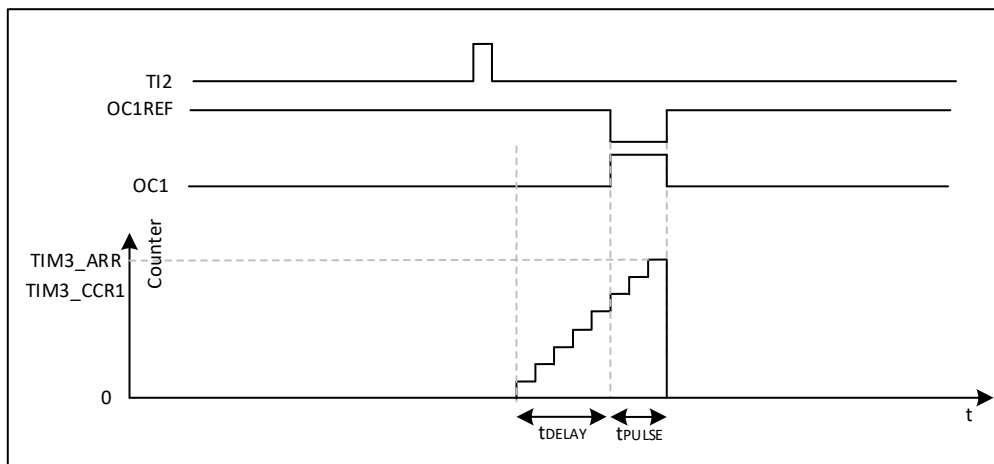 TI2
OC1REF
OC1
Counter
TIM3_ARR
TIM3_CCR1
0
tDELAY
tPULSE
t